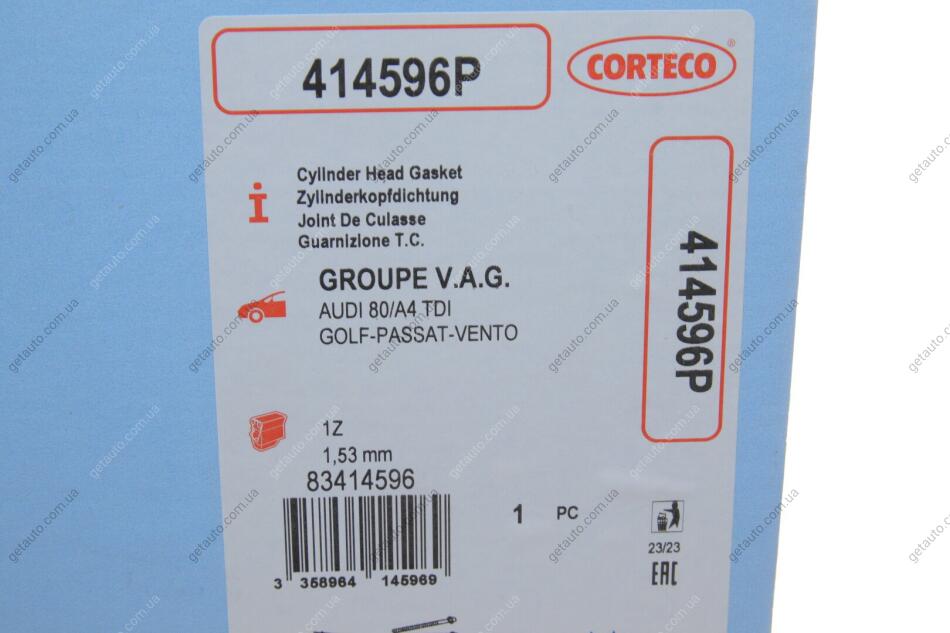 414596P
CORTECO®
Cylinder Head Gasket
Zylinderkopfdichtung
Joint De Culasse
Guarnizione T.C.
GROUPE V.A.G.
AUDI 80/A4 TDI
GOLF-PASSAT-VENTO
414596P
1Z
1,53 mm
83414596
1 PC
23/23
EAC
3 358964 145969
getauto.com.ua